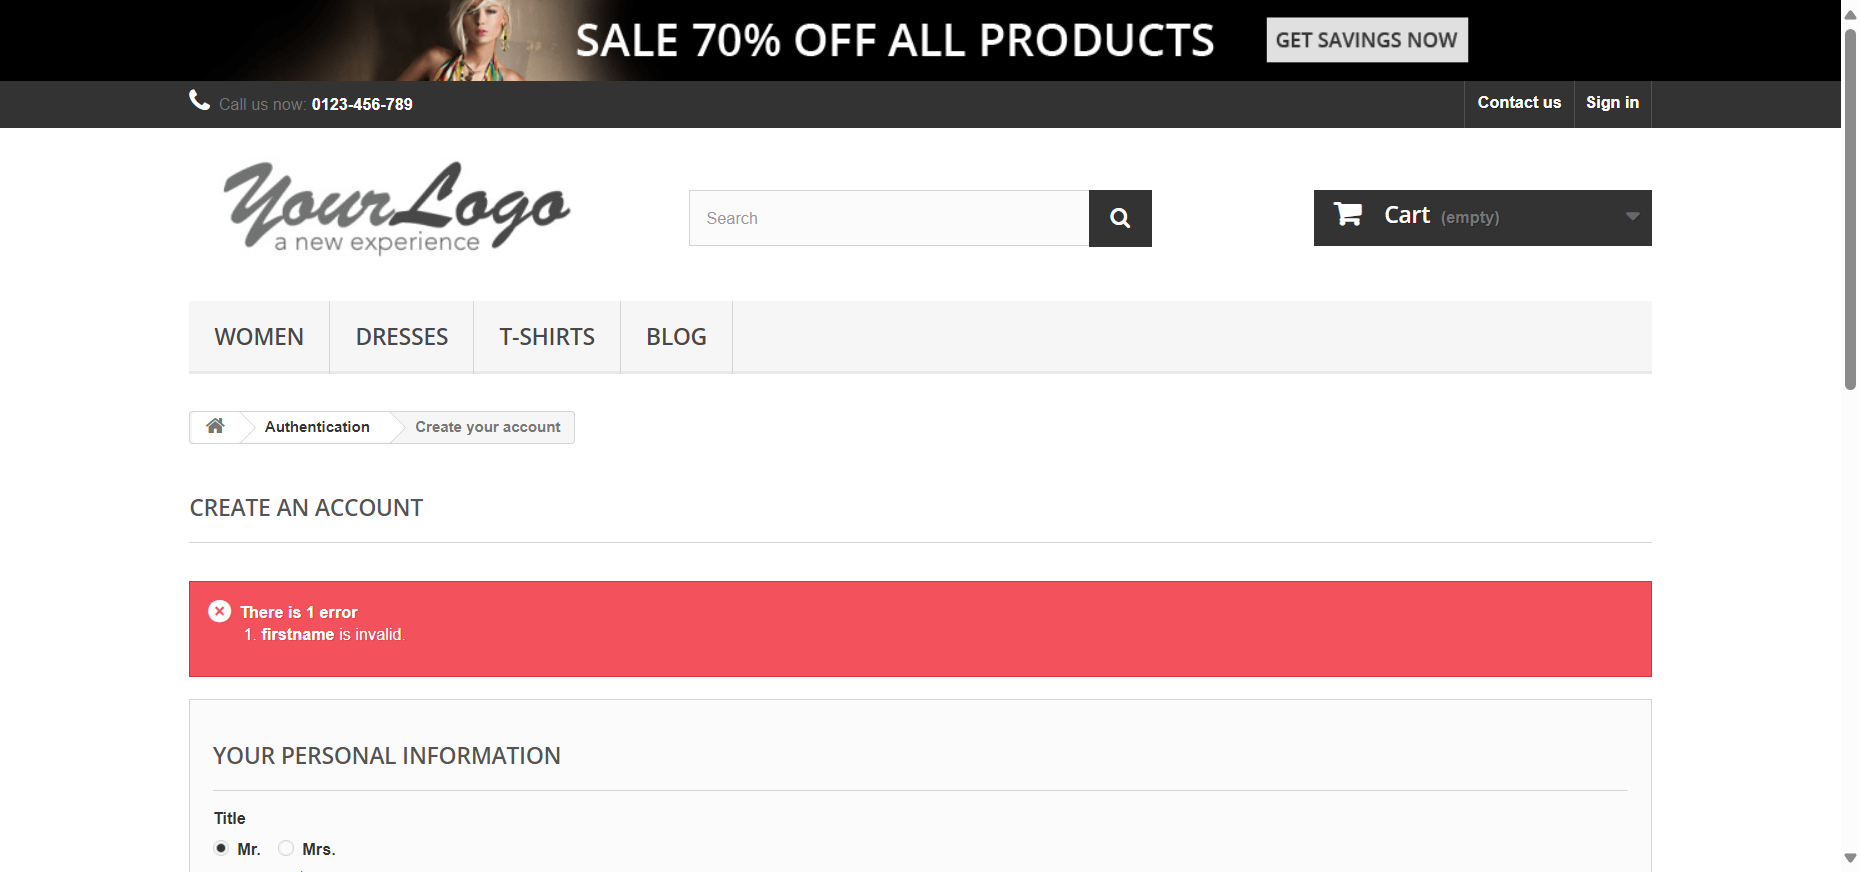 SALE 70% OFF ALL PRODUCTS
GET SAVINGS NOW
Call us now: 0123-456-789
Contact us
Sign in
YourLogo
a new experience
Search
Cart (empty)
WOMEN
DRESSES
T-SHIRTS
BLOG
Authentication
Create your account
CREATE AN ACCOUNT
There is 1 error
1. firstname is invalid.
YOUR PERSONAL INFORMATION
Title
Mr.
Mrs.